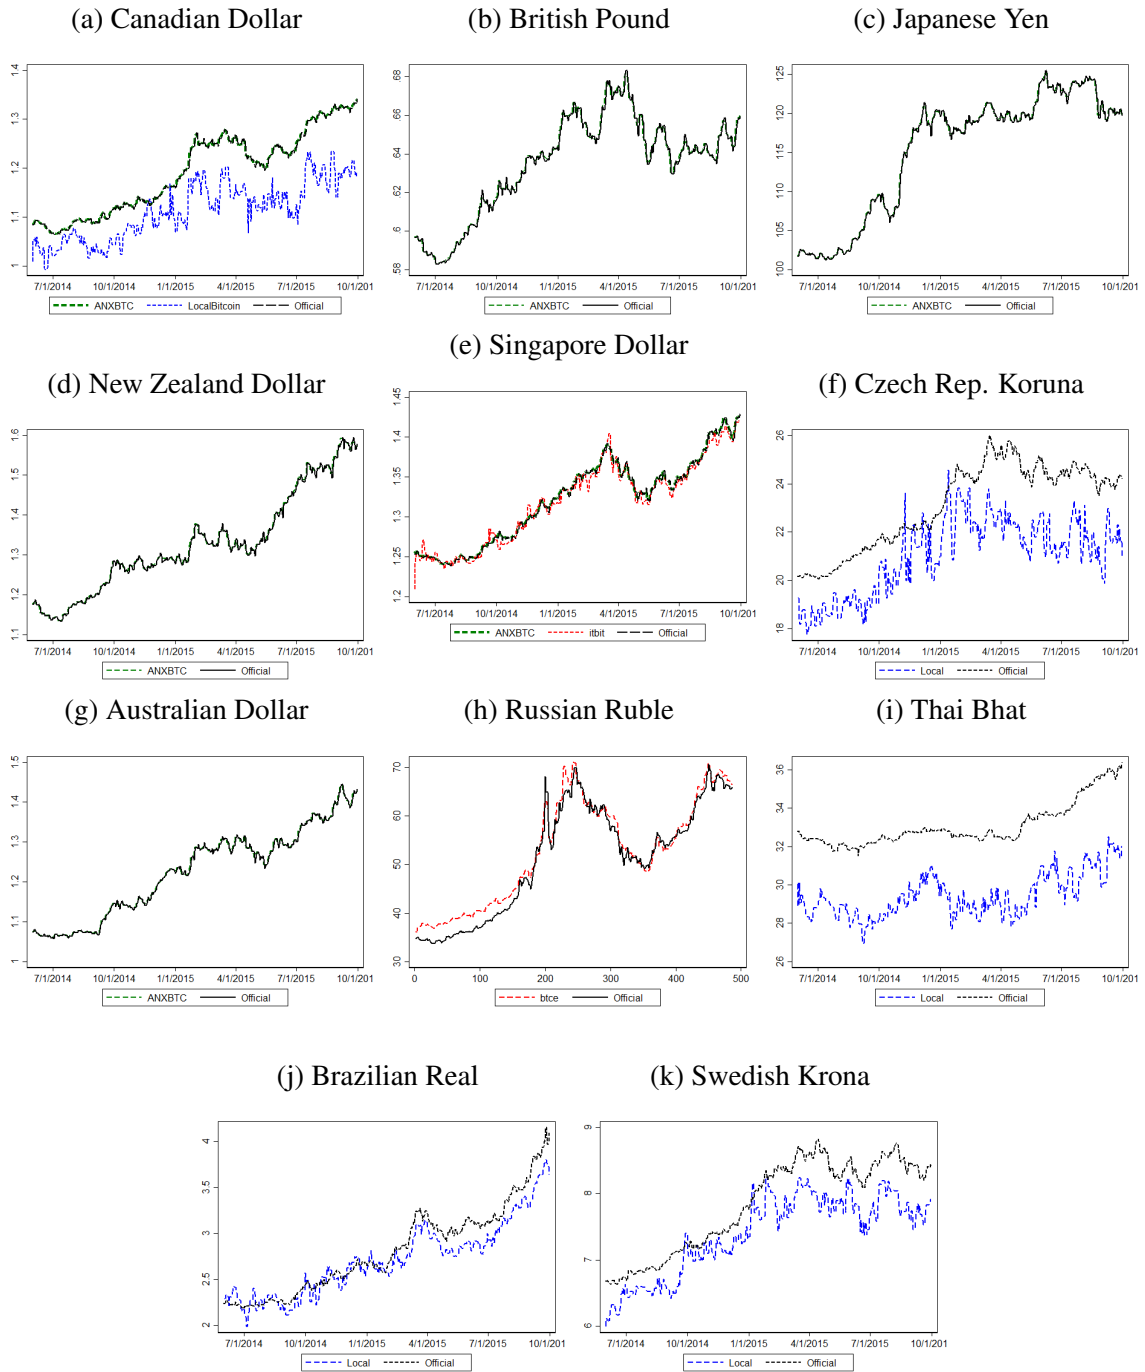 (a) Canadian Dollar
(b) British Pound
(c) Japanese Yen
1 1.1 1.2 1.3 1.4
7/1/2014 10/1/2014 1/1/2015 4/1/2015 7/1/2015 10/1/201
ANXBTC LocalBitcoin Official
.58 .6 .62 .64 .66 .68
7/1/2014 10/1/2014 1/1/2015 4/1/2015 7/1/2015 10/1/201
ANXBTC Official
100 105 110 115 120 125
7/1/2014 10/1/2014 1/1/2015 4/1/2015 7/1/2015 10/1/201
ANXBTC Official
(d) New Zealand Dollar
(e) Singapore Dollar
(f) Czech Rep. Koruna
1.1 1.2 1.3 1.4 1.5 1.6
7/1/2014 10/1/2014 1/1/2015 4/1/2015 7/1/2015 10/1/201
ANXBTC Official
1.2 1.25 1.3 1.35 1.4 1.45
7/1/2014 10/1/2014 1/1/2015 4/1/2015 7/1/2015 10/1/201
ANXBTC itbit Official
18 20 22 24 26
7/1/2014 10/1/2014 1/1/2015 4/1/2015 7/1/2015 10/1/201
Local Official
(g) Australian Dollar
(h) Russian Ruble
(i) Thai Bhat
1 1.1 1.2 1.3 1.4 1.5
7/1/2014 10/1/2014 1/1/2015 4/1/2015 7/1/2015 10/1/201
ANXBTC Official
30 40 50 60 70
0 100 200 300 400 500
btce Official
26 28 30 32 34 36
7/1/2014 10/1/2014 1/1/2015 4/1/2015 7/1/2015 10/1/201
Local Official
(j) Brazilian Real
(k) Swedish Krona
2 2.5 3 3.5 4
7/1/2014 10/1/2014 1/1/2015 4/1/2015 7/1/2015 10/1/201
Local Official
6 7 8 9
7/1/2014 10/1/2014 1/1/2015 4/1/2015 7/1/2015 10/1/201
Local Official